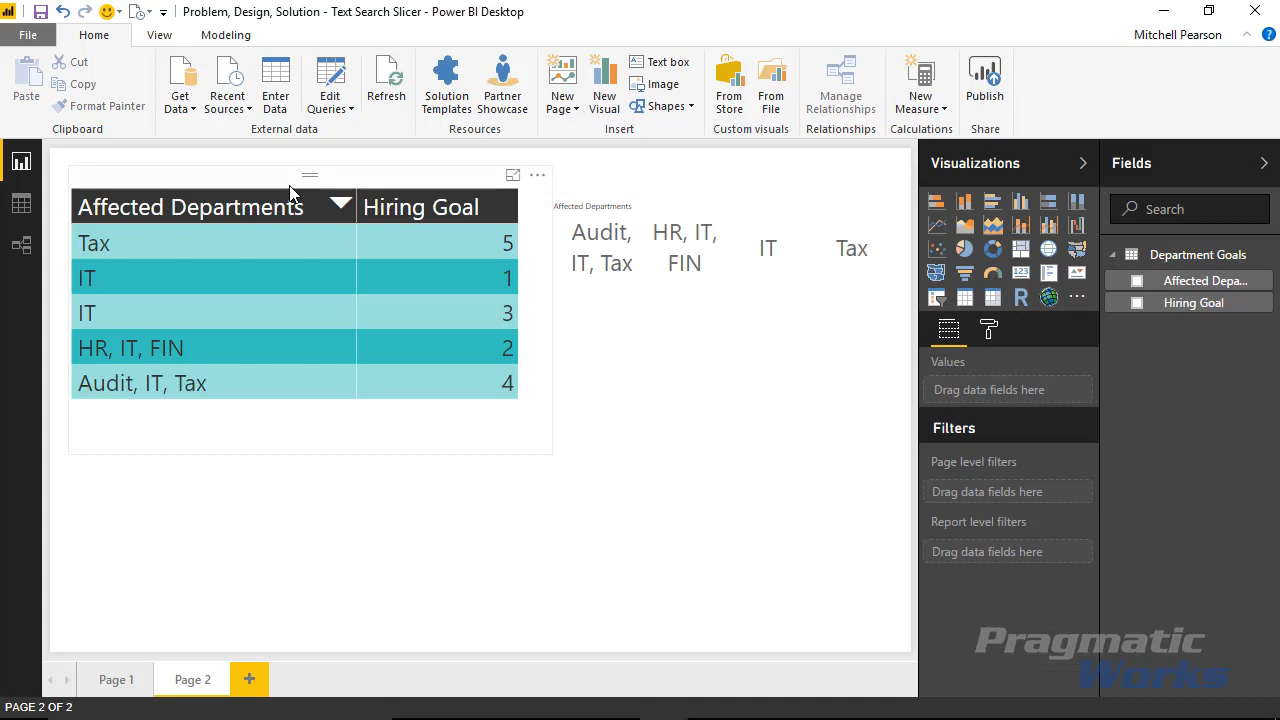 Problem, Design, Solution - Text Search Slicer - Power BI Desktop
File
Home
View
Modeling
Mitchell Pearson
Paste
Cut
Copy
Format Painter
Get Data
Recent Sources
Enter Data
Edit Queries
Refresh
Solution Templates
Partner Showcase
New Page
New Visual
Text box
Image
Shapes
From Store
From File
Manage Relationships
New Measure
Publish
Clipboard
External data
Resources
Insert
Custom visuals
Relationships
Calculations
Share
Affected Departments Hiring Goal
Tax 5
IT 1
IT 3
HR, IT, FIN 2
Audit, IT, Tax 4
Affected Departments
Audit, IT, Tax
HR, IT, FIN
IT
Tax
Visualizations
Values
Drag data fields here
Filters
Page level filters
Drag data fields here
Report level filters
Drag data fields here
Fields
Search
Department Goals
Affected Depa...
Hiring Goal
Pragmatic
Works
Page 1
Page 2
PAGE 2 OF 2